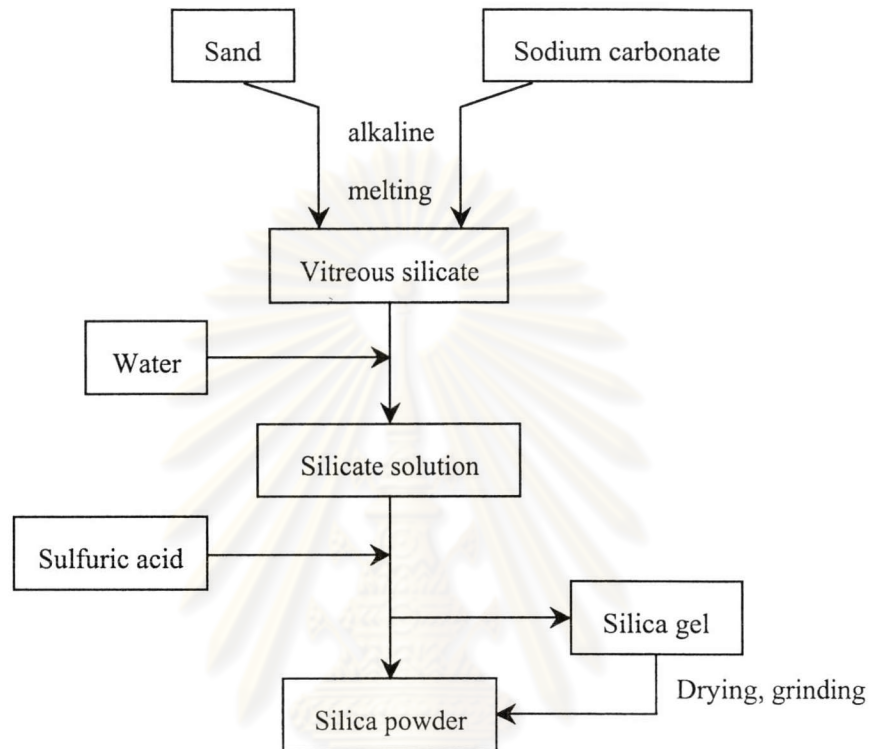 Sand
Sodium carbonate
alkaline
melting
Vitreous silicate
Water
Silicate solution
Sulfuric acid
Silica gel
Drying, grinding
Silica powder